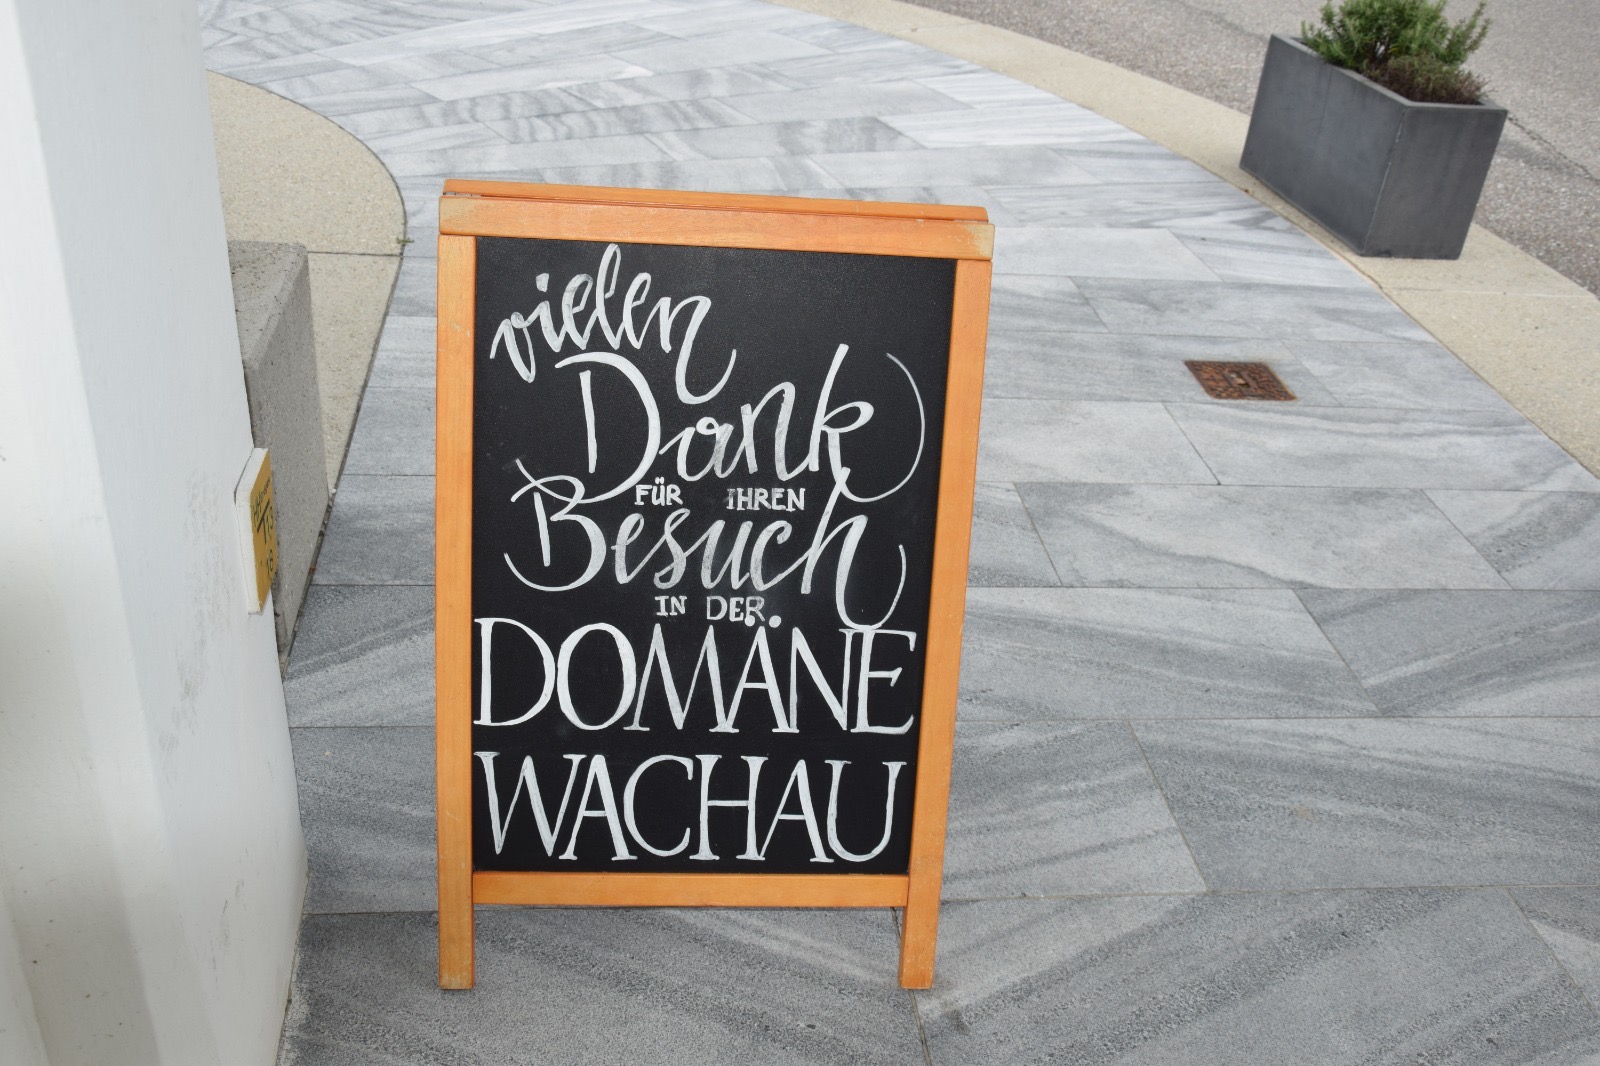 vielen
Dank
FÜR IHREN
Besuch
IN DER
DOMÄNE
WACHAU